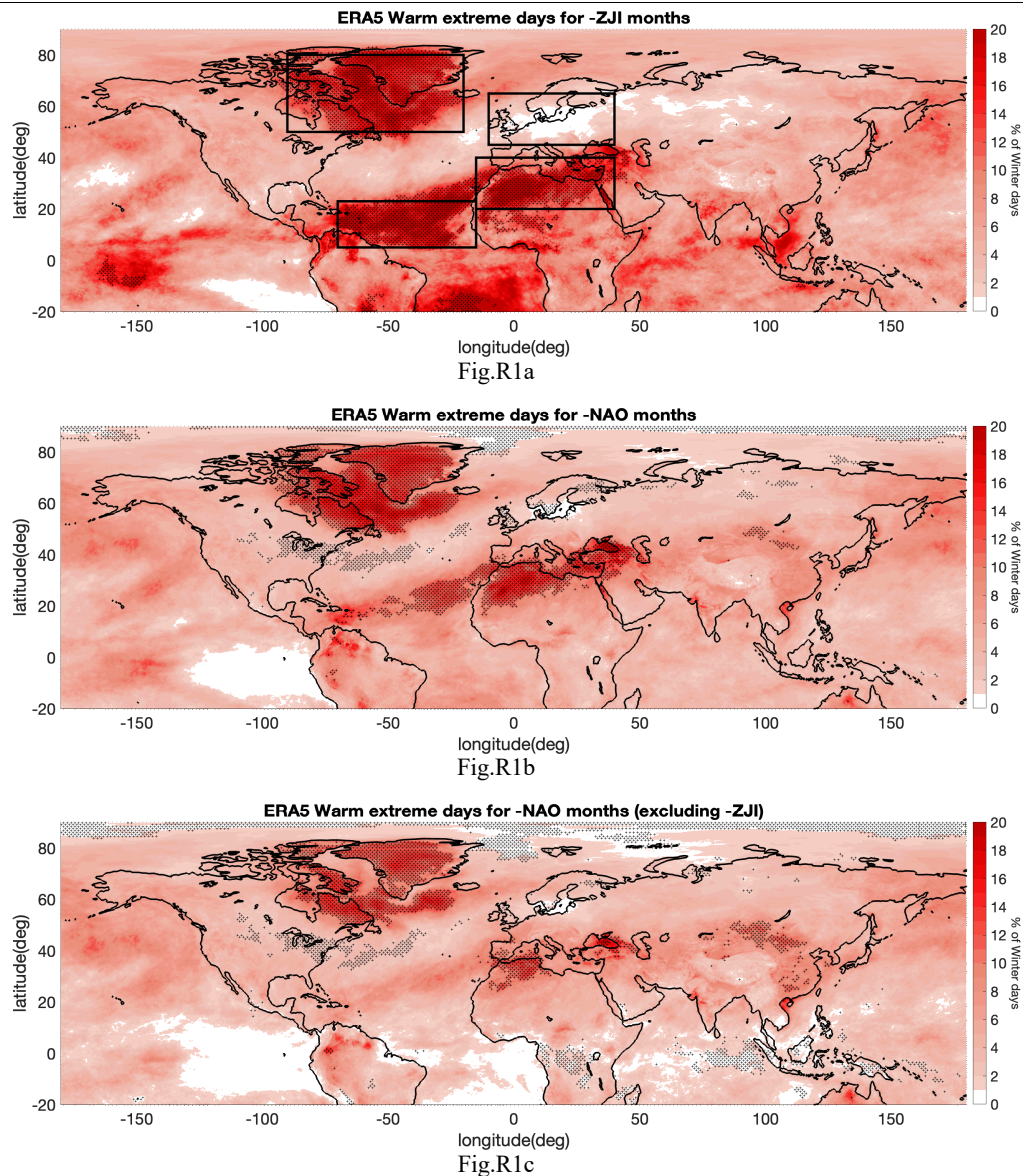 ERA5 Warm extreme days for -ZJI months
20
18
16
14
12
10
8
6
4
2
0
% of Winter days
80
60
40
20
0
-20
latitude(deg)
-150 -100 -50 0 50 100 150
longitude(deg)
Fig.R1a
ERA5 Warm extreme days for -NAO months
20
18
16
14
12
10
8
6
4
2
0
% of Winter days
80
60
40
20
0
-20
latitude(deg)
-150 -100 -50 0 50 100 150
longitude(deg)
Fig.R1b
ERA5 Warm extreme days for -NAO months (excluding -ZJI)
20
18
16
14
12
10
8
6
4
2
0
% of Winter days
80
60
40
20
0
-20
latitude(deg)
-150 -100 -50 0 50 100 150
longitude(deg)
Fig.R1c